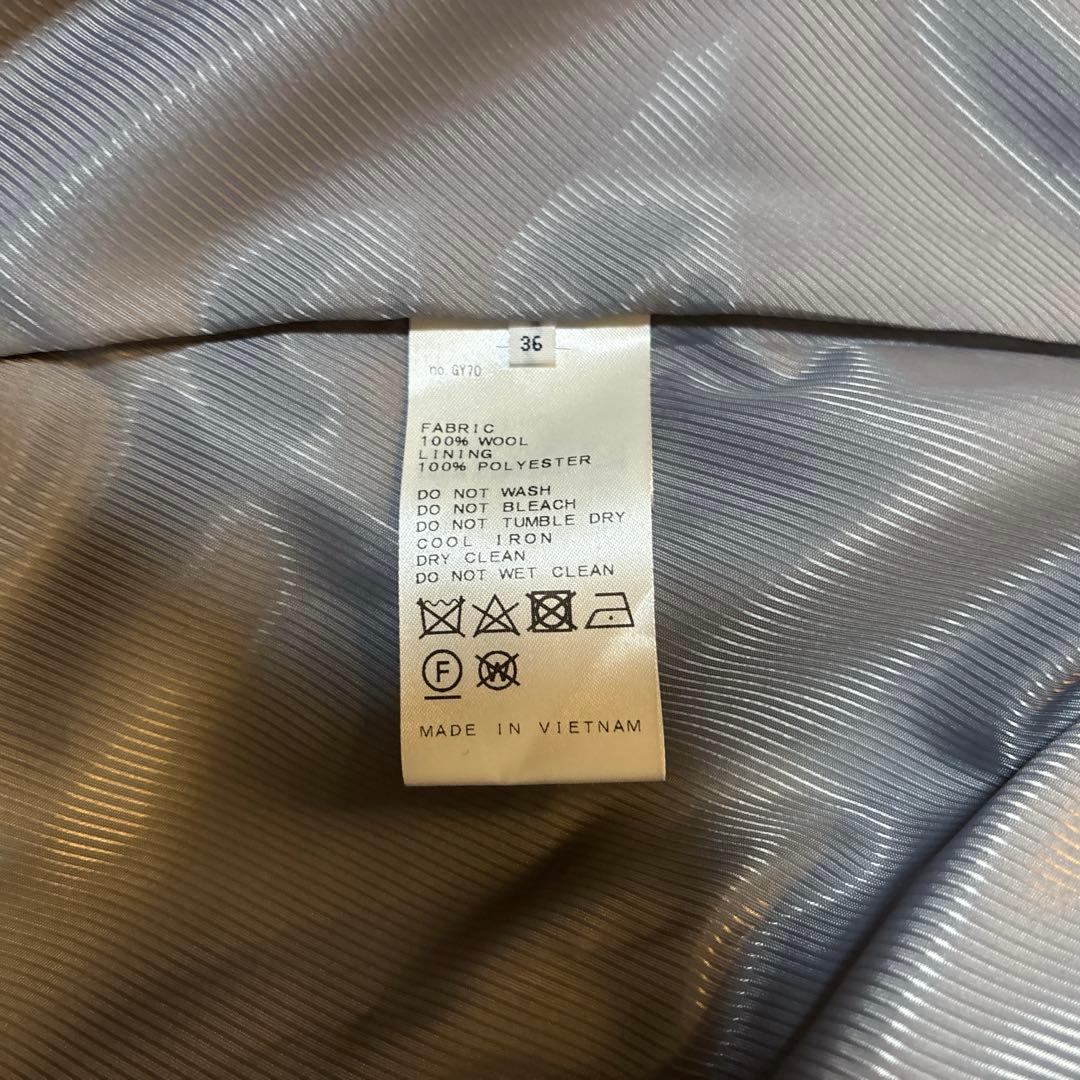 36
no. GY70
FABRIC
100% WOOL
LINING
100% POLYESTER
DO NOT WASH
DO NOT BLEACH
DO NOT TUMBLE DRY
COOL IRON
DRY CLEAN
DO NOT WET CLEAN
F W
MADE IN VIETNAM